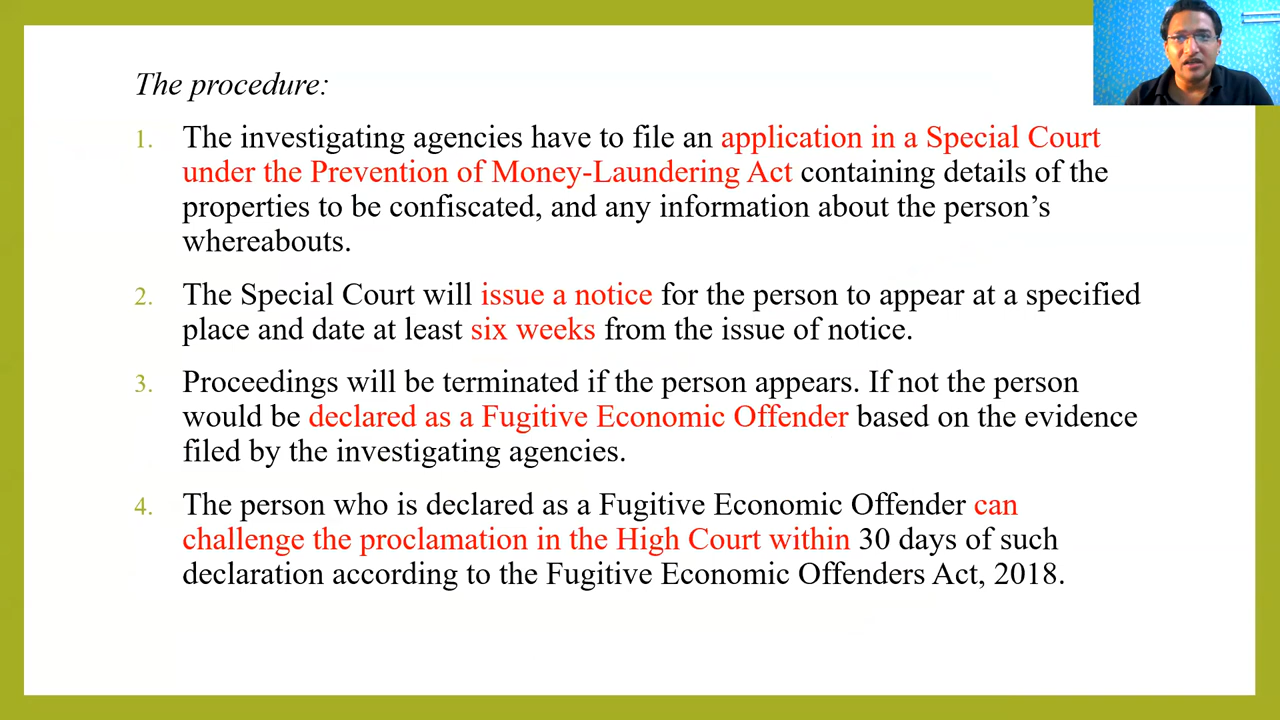 The procedure:
1. The investigating agencies have to file an application in a Special Court
under the Prevention of Money-Laundering Act containing details of the
properties to be confiscated, and any information about the person’s
whereabouts.
2. The Special Court will issue a notice for the person to appear at a specified
place and date at least six weeks from the issue of notice.
3. Proceedings will be terminated if the person appears. If not the person
would be declared as a Fugitive Economic Offender based on the evidence
filed by the investigating agencies.
4. The person who is declared as a Fugitive Economic Offender can
challenge the proclamation in the High Court within 30 days of such
declaration according to the Fugitive Economic Offenders Act, 2018.